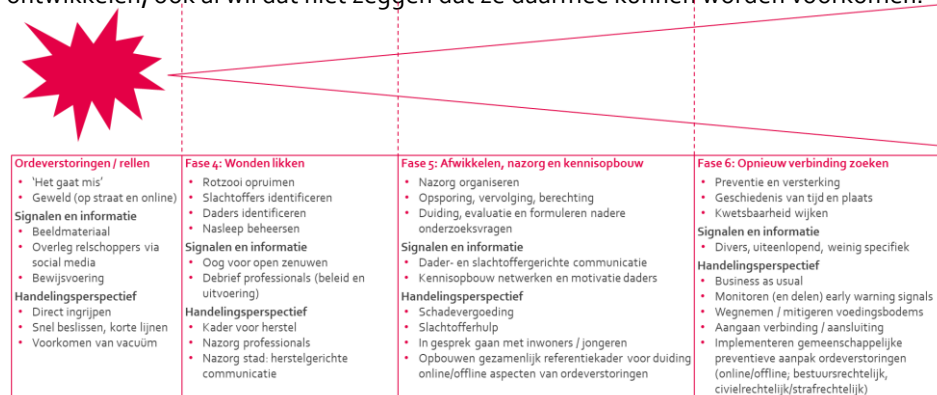 ontwikkelen, ook al wil dat niet zeggen dat ze daarmee kunnen worden voorkomen.
Ordeverstoringen / rellen
• 'Het gaat mis'
• Geweld (op straat en online)
Signalen en informatie
• Beeldmateriaal
• Overleg relschoppers via
social media
• Bewijsvoering
Handelingsperspectief
• Direct ingrijpen
• Snel beslissen, korte lijnen
• Voorkomen van vacuüm
Fase 4: Wonden likken
• Rotzooi opruimen
• Slachtoffers identificeren
• Daders identificeren
• Nasleep beheersen
Signalen en informatie
• Oog voor open zenuwen
• Debrief professionals (beleid en
uitvoering)
Handelingsperspectief
• Kader voor herstel
• Nazorg professionals
• Nazorg stad: herstelgerichte
communicatie
Fase 5: Afwikkelen, nazorg en kennisopbouw
• Nazorg organiseren
• Opsporing, vervolging, berechting
• Duiding, evaluatie en formuleren nadere
onderzoeksvragen
Signalen en informatie
• Dader- en slachtoffergerichte communicatie
• Kennisopbouw netwerken en motivatie daders
Handelingsperspectief
• Schadevergoeding
• Slachtofferhulp
• In gesprek gaan met inwoners / jongeren
• Opbouwen gezamenlijk referentiekader voor duiding
online/offline aspecten van ordeverstoringen
Fase 6: Opnieuw verbinding zoeken
• Preventie en versterking
• Geschiedenis van tijd en plaats
• Kwetsbaarheid wijken
Signalen en informatie
• Divers, uiteenlopend, weinig specifiek
Handelingsperspectief
• Business as usual
• Monitoren (en delen) early warning signals
• Wegnemen / mitigeren voedingsbodems
• Aangaan verbinding / aansluiting
• Implementeren gemeenschappelijke
preventieve aanpak ordeverstoringen
(online/offline; bestuursrechtelijk,
civielrechtelijk/strafrechtelijk)